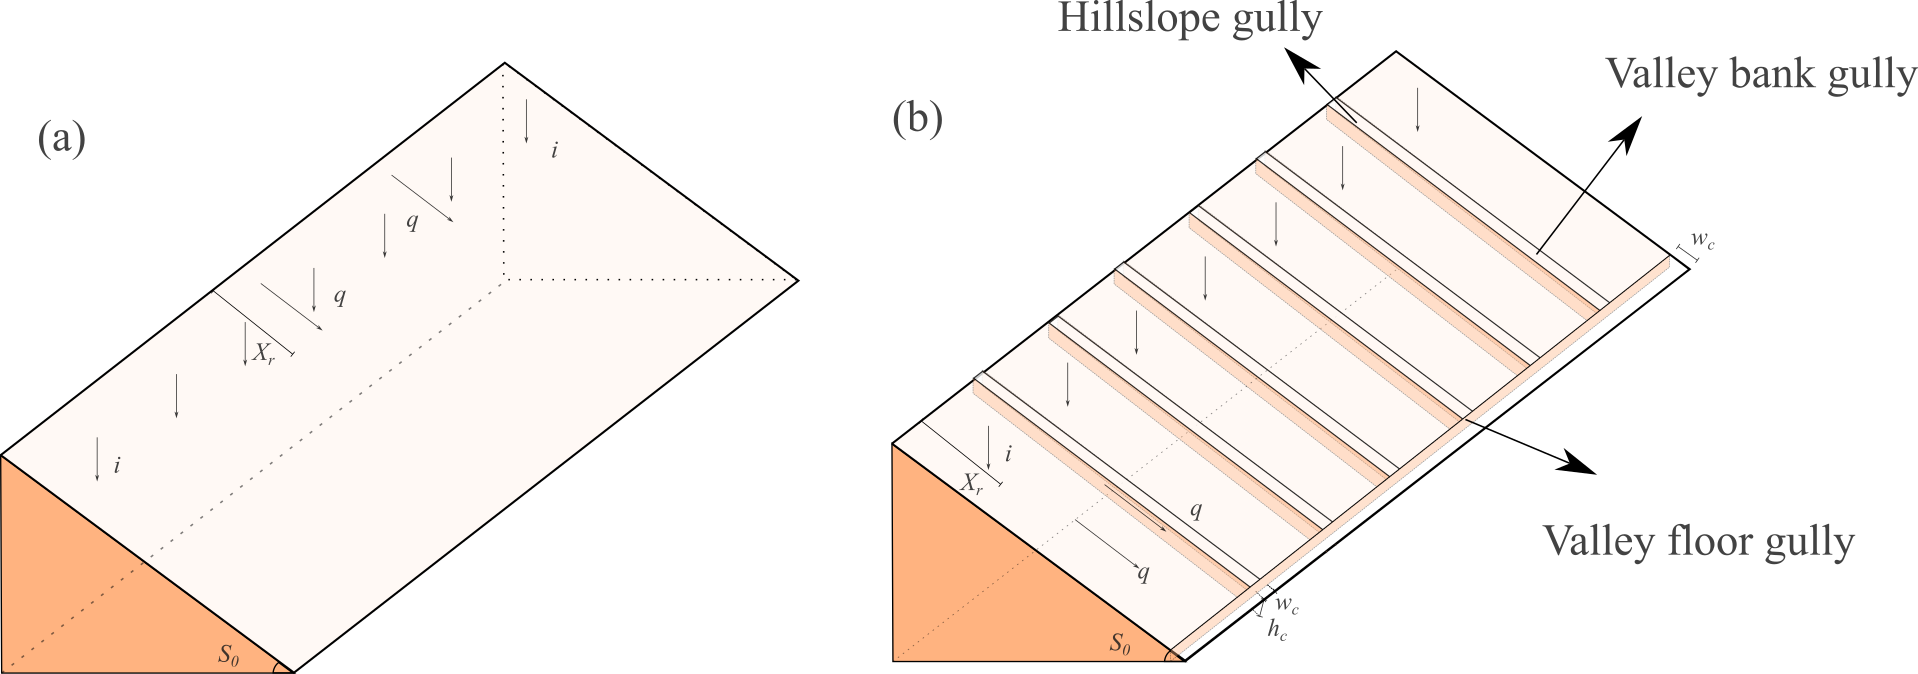 Hillslope gully
Valley bank gully
(a)
(b)
i
q
q
X_r
i
S_0
w_c
i
X_r
q
q
w_c
h_c
Valley floor gully
S_0